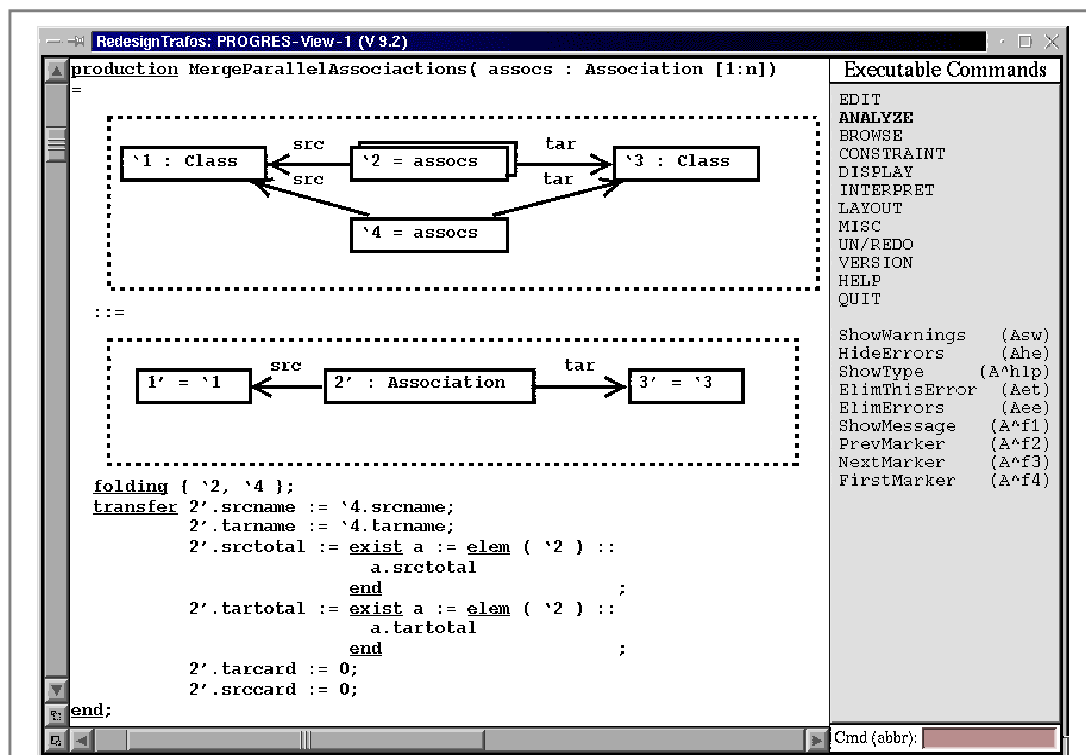 RedesignTrafos: PROGRES-View-1 (V 9.2)
production MergeParallelAssociactions( assocs : Association [1:n])
=
src
tar
`1 : Class
`2 = assocs
`3 : Class
src
tar
`4 = assocs
::=
src
tar
1' = `1
2' : Association
3' = `3
folding { `2, `4 };
transfer 2'.srcname := `4.srcname;
2'.tarname := `4.tarname;
2'.srctotal := exist a := elem ( `2 ) ::
a.srctotal
end ;
2'.tartotal := exist a := elem ( `2 ) ::
a.tartotal
end ;
2'.tarcard := 0;
2'.srccard := 0;
end;
Executable Commands
EDIT
ANALYZE
BROWSE
CONSTRAINT
DISPLAY
INTERPRET
LAYOUT
MISC
UN/REDO
VERSION
HELP
QUIT
ShowWarnings (Asw)
HideErrors (Ahe)
ShowType (A^hlp)
ElimThisError (Aet)
ElimErrors (Aee)
ShowMessage (A^f1)
PrevMarker (A^f2)
NextMarker (A^f3)
FirstMarker (A^f4)
Cmd (abbr):